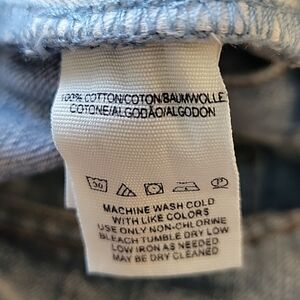 100% COTTON/COTON/BAUMWOLLE
COTONE/ALGODÃO/ALGODON
30
MACHINE WASH COLD
WITH LIKE COLORS
USE ONLY NON-CHLORINE
BLEACH TUMBLE DRY LOW
LOW IRON AS NEEDED
MAY BE DRY CLEANED